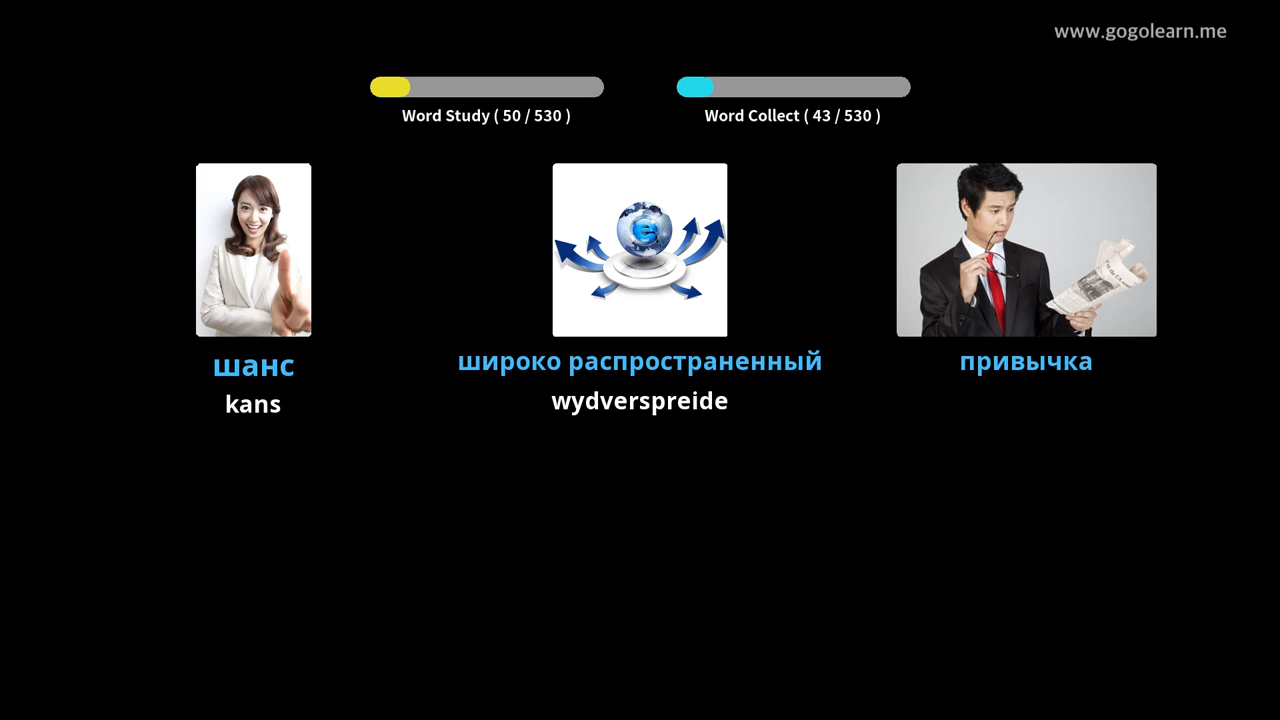 www.gogolearn.me
Word Study ( 50 / 530 )
Word Collect ( 43 / 530 )
шанс
широко распространенный
привычка
kans
wydverspreide